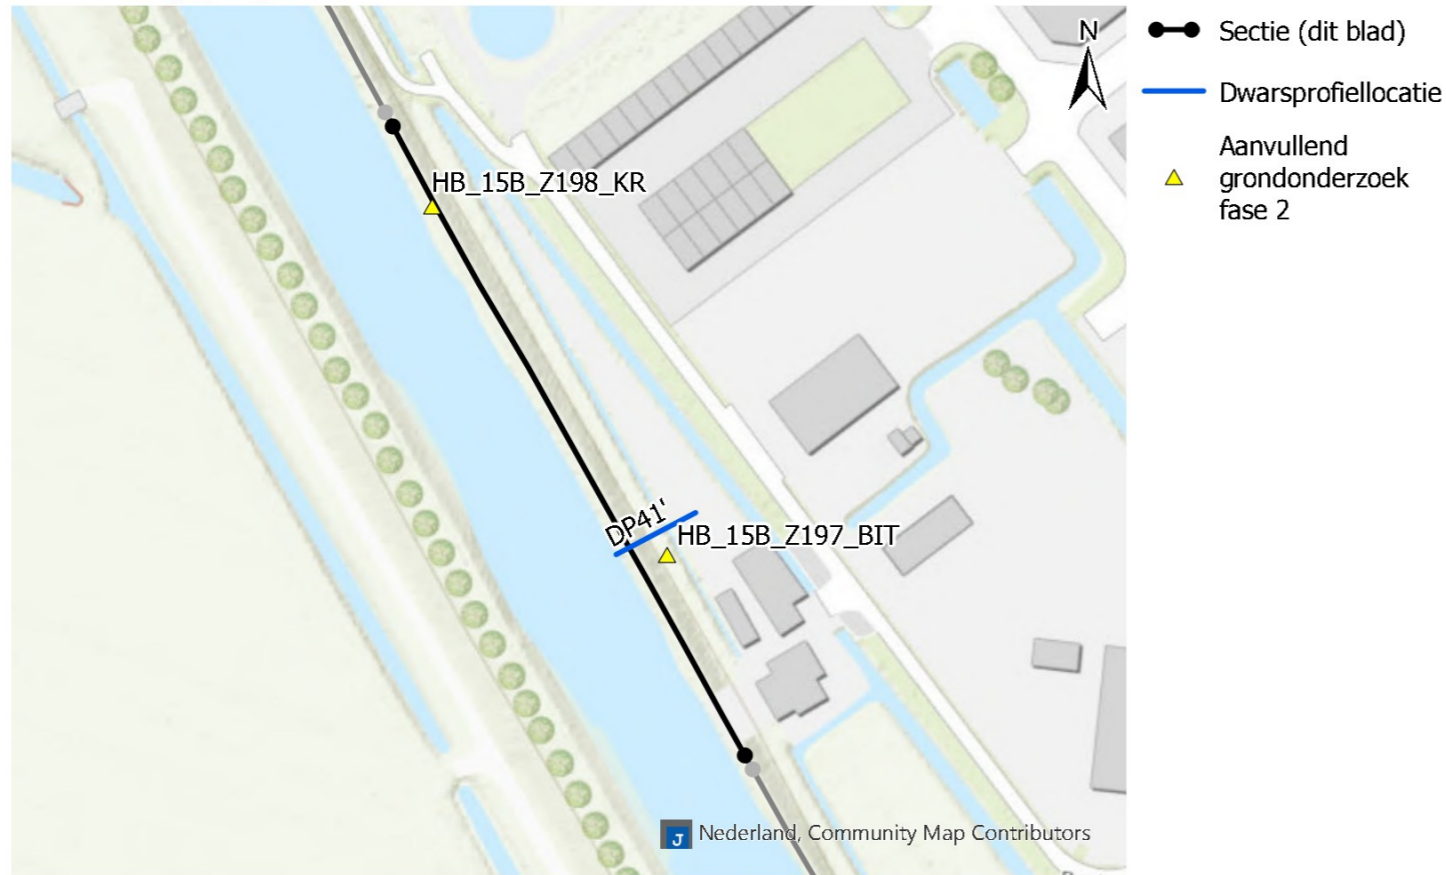 N
HB_15B_Z198_KR
DP41'
HB_15B_Z197_BIT
Nederland, Community Map Contributors
Sectie (dit blad)
Dwarsprofiellocatie
Aanvullend
grondonderzoek
fase 2